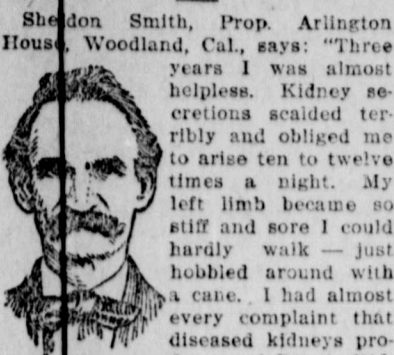 Sheldon Smith, Prop. Arlington
House, Woodland, Cal., says: "Three
years I was almost
helpless. Kidney se-
cretions scalded ter-
ribly and obliged me
to arise ten to twelve
times a night. My
left limb became so
stiff and sore I could
hardly walk — just
hobbled around with
a cane. I had almost
every complaint that
diseased kidneys pro-